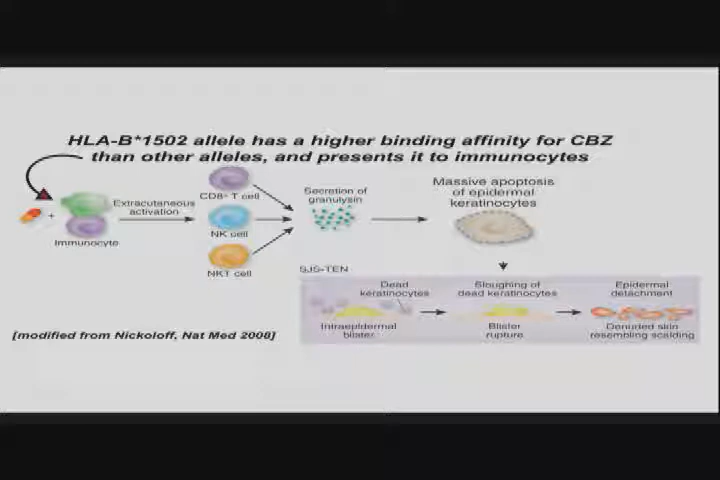 HLA-B*1502 allele has a higher binding affinity for CBZ
than other alleles, and presents it to immunocytes
+
Immunocyte
Extracutaneous
activation
CD8+ T cell
NK cell
NKT cell
Secretion of
granulysin
Massive apoptosis
of epidermal
keratinocytes
SJS-TEN
Dead
keratinocytes
Intraepidermal
blister
Sloughing of
dead keratinocytes
Blister
rupture
Epidermal
detachment
Denuded skin
resembling scalding
[modified from Nickoloff, Nat Med 2008]